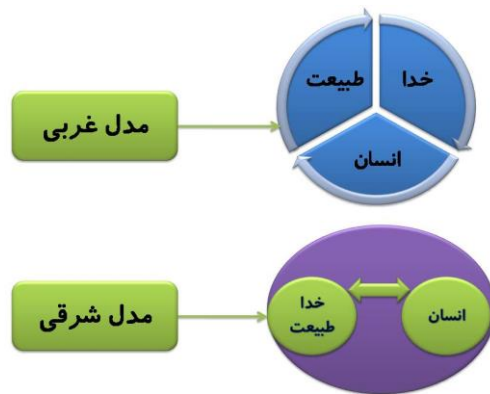 مدل غربی
خدا
طبیعت
انسان
مدل شرقی
خدا
طبیعت
انسان